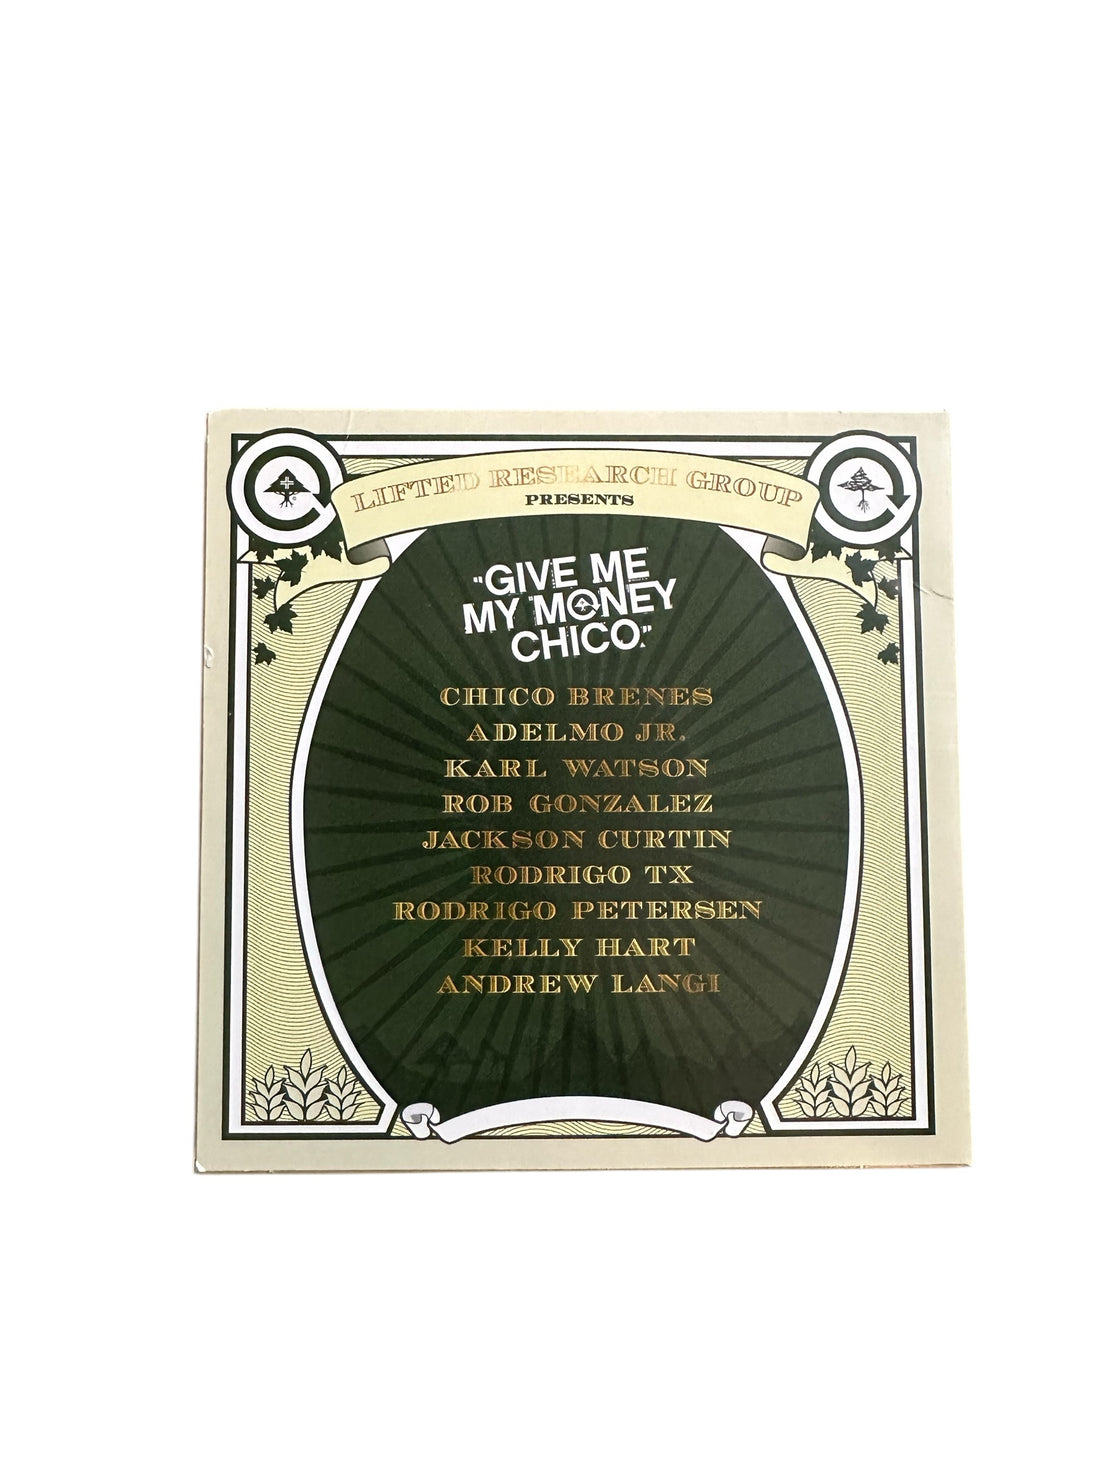 LIFTED RESEARCH GROUP
PRESENTS
"GIVE ME
MY MONEY
CHICO."
CHICO BRENES
ADELMO JR.
KARL WATSON
ROB GONZALEZ
JACKSON CURTIN
RODRIGO TX
RODRIGO PETERSEN
KELLY HART
ANDREW LANGI